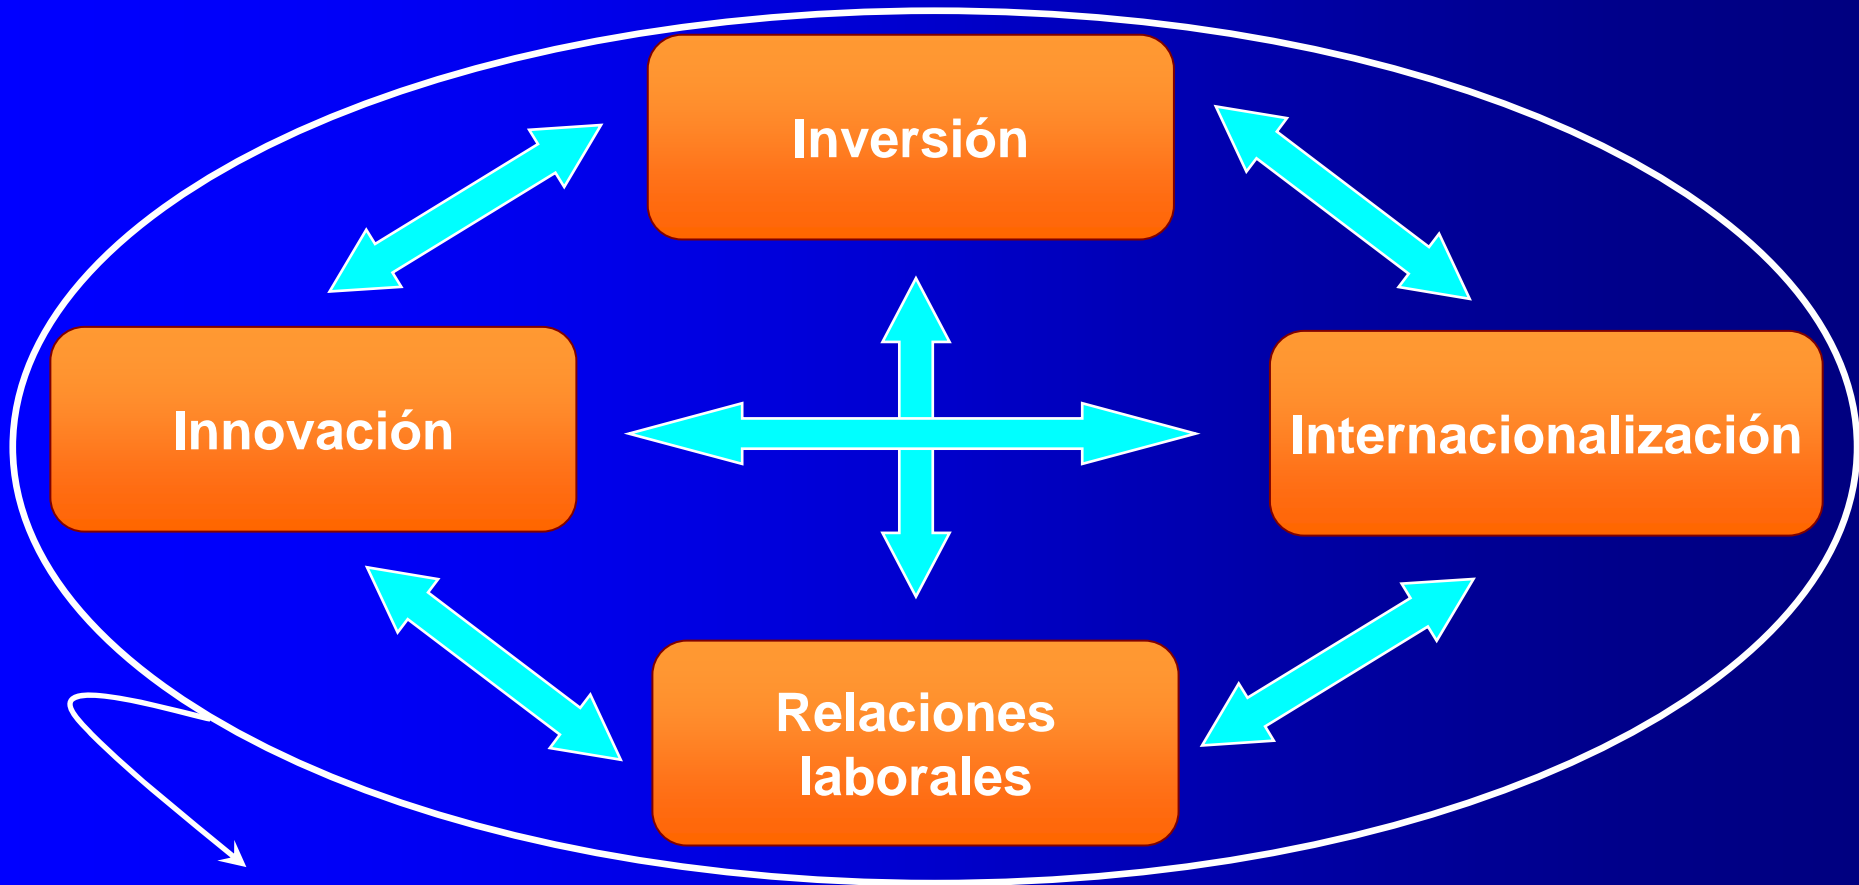 Inversión
Innovación
Internacionalización
Relaciones
laborales